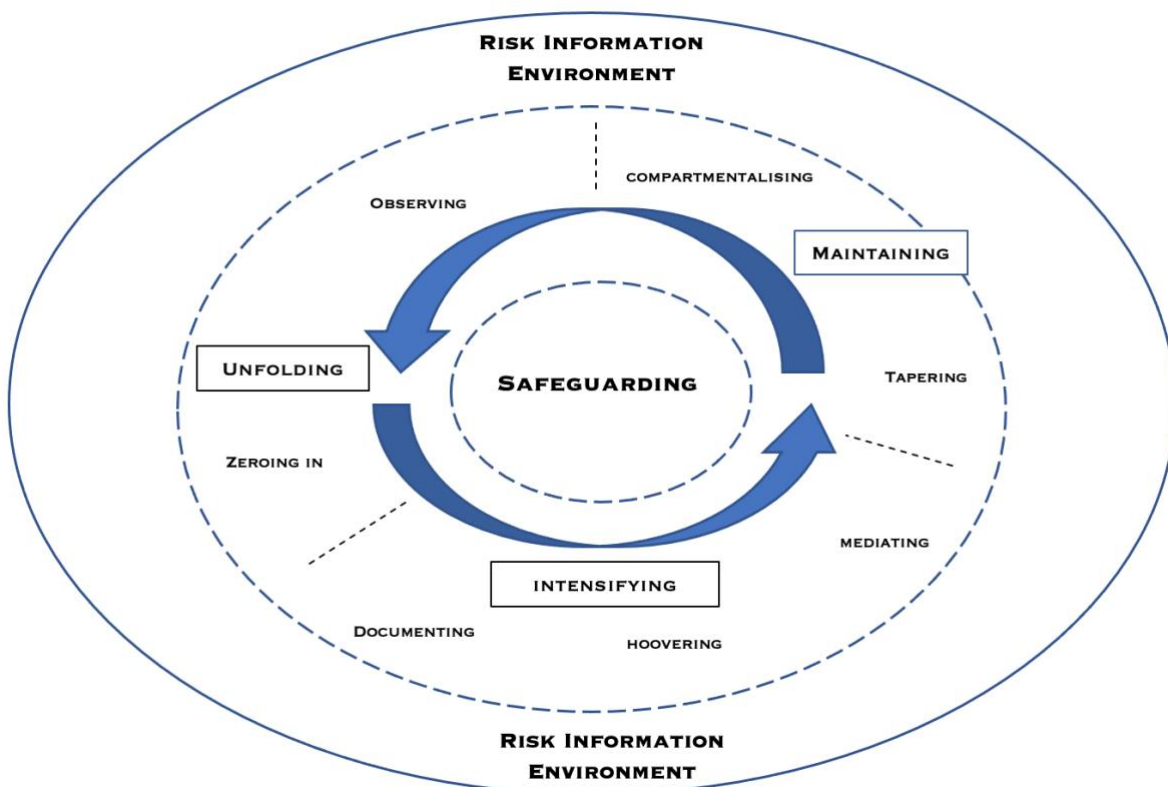 Risk Information
Environment
compartmentalising
Observing
Maintaining
Unfolding
Safeguarding
Tapering
Zeroing in
mediating
intensifying
Documenting
hoovering
Risk Information
Environment